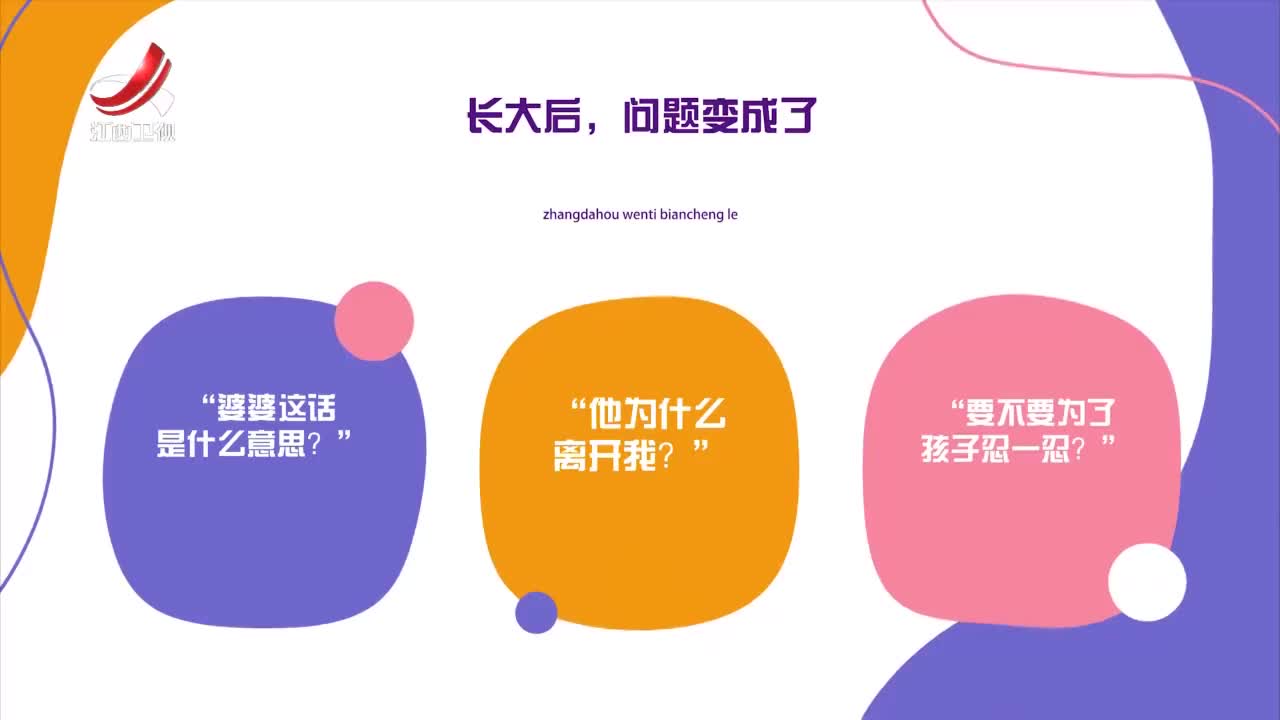 江西卫视
长大后，问题变成了
zhangdahou wenti biancheng le
“婆婆这话
是什么意思？”
“他为什么
离开我？”
“要不要为了
孩子忍一忍？”